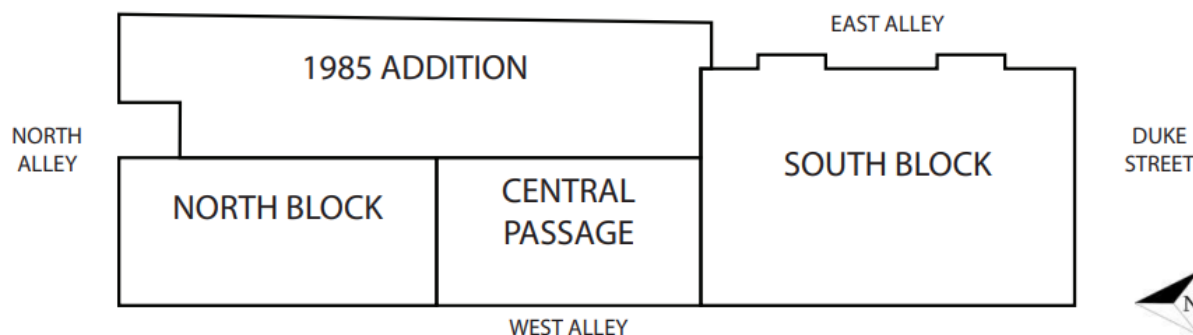 EAST ALLEY
1985 ADDITION
NORTH
ALLEY
DUKE
STREET
SOUTH BLOCK
NORTH BLOCK
CENTRAL
PASSAGE
WEST ALLEY
N